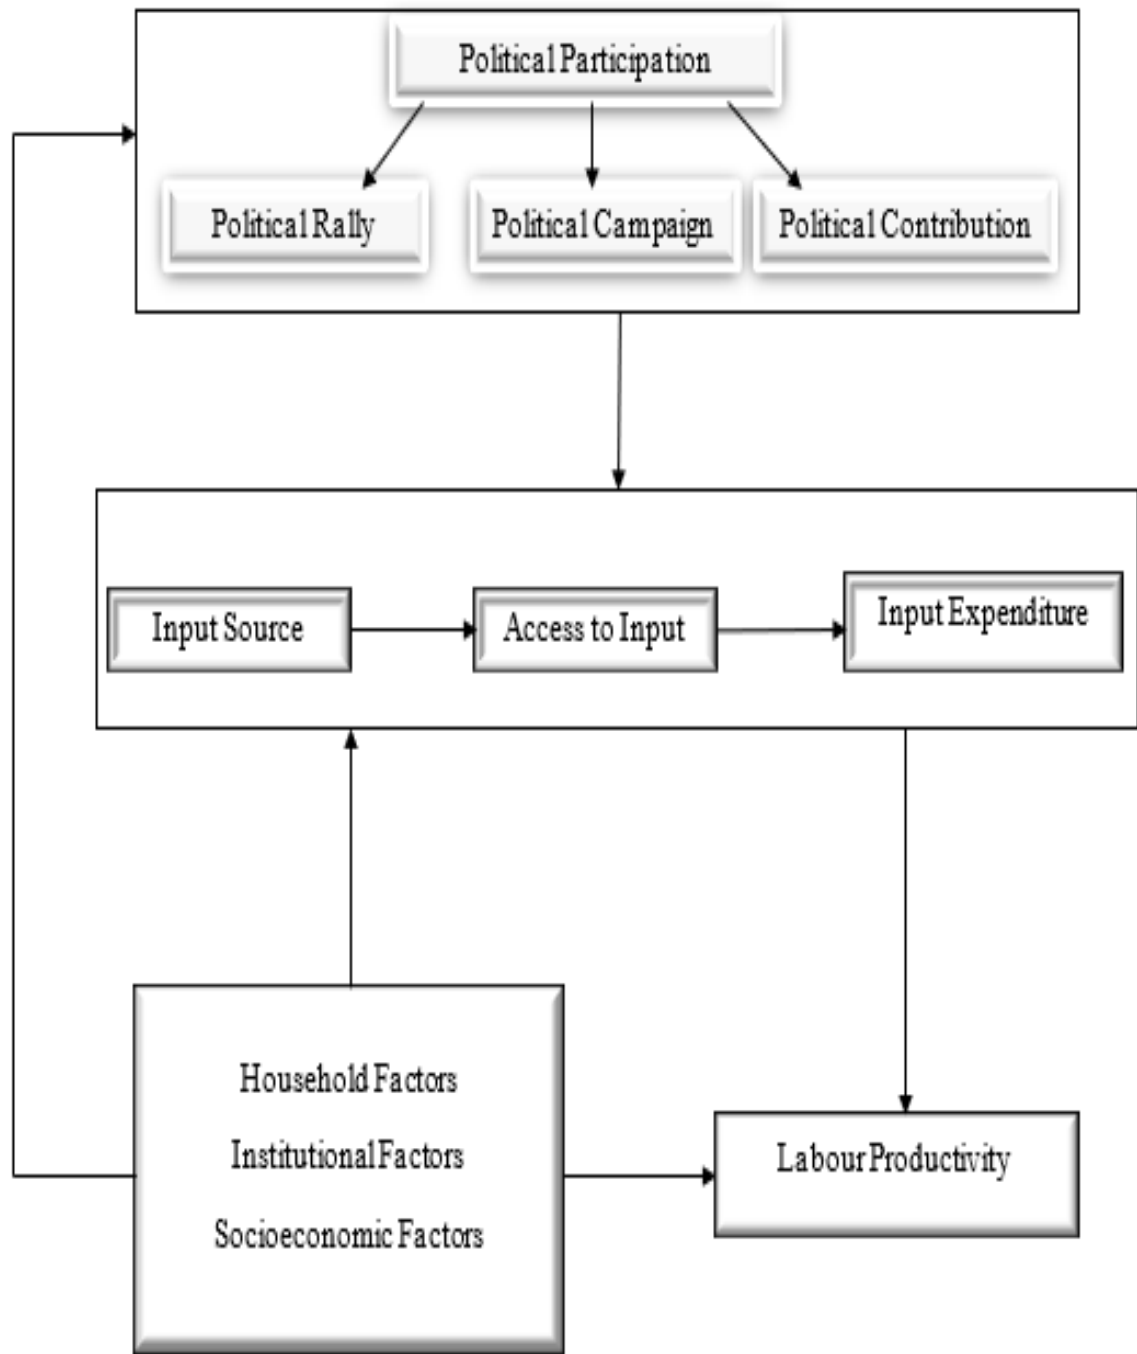 Political Participation
Political Rally
Political Campaign
Political Contribution
Input Source
Access to Input
Input Expenditure
Household Factors
Institutional Factors
Socioeconomic Factors
Labour Productivity